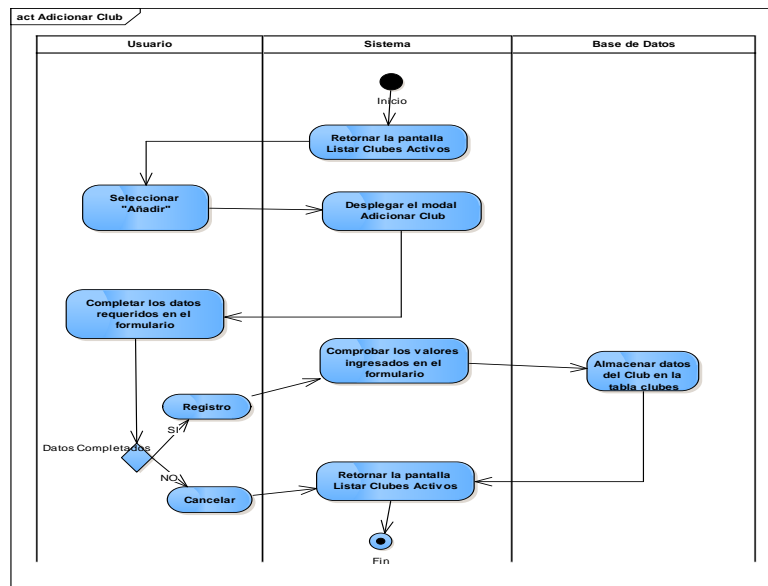 act Adicionar Club
Usuario
Sistema
Base de Datos
Inicio
Retornar la pantalla
Listar Clubes Activos
Seleccionar
"Añadir"
Desplegar el modal
Adicionar Club
Completar los datos
requeridos en el
formulario
Comprobar los valores
ingresados en el
formulario
Almacenar datos
del Club en la
tabla clubes
Registro
SI
Datos Completados
NO
Cancelar
Retornar la pantalla
Listar Clubes Activos
Fin